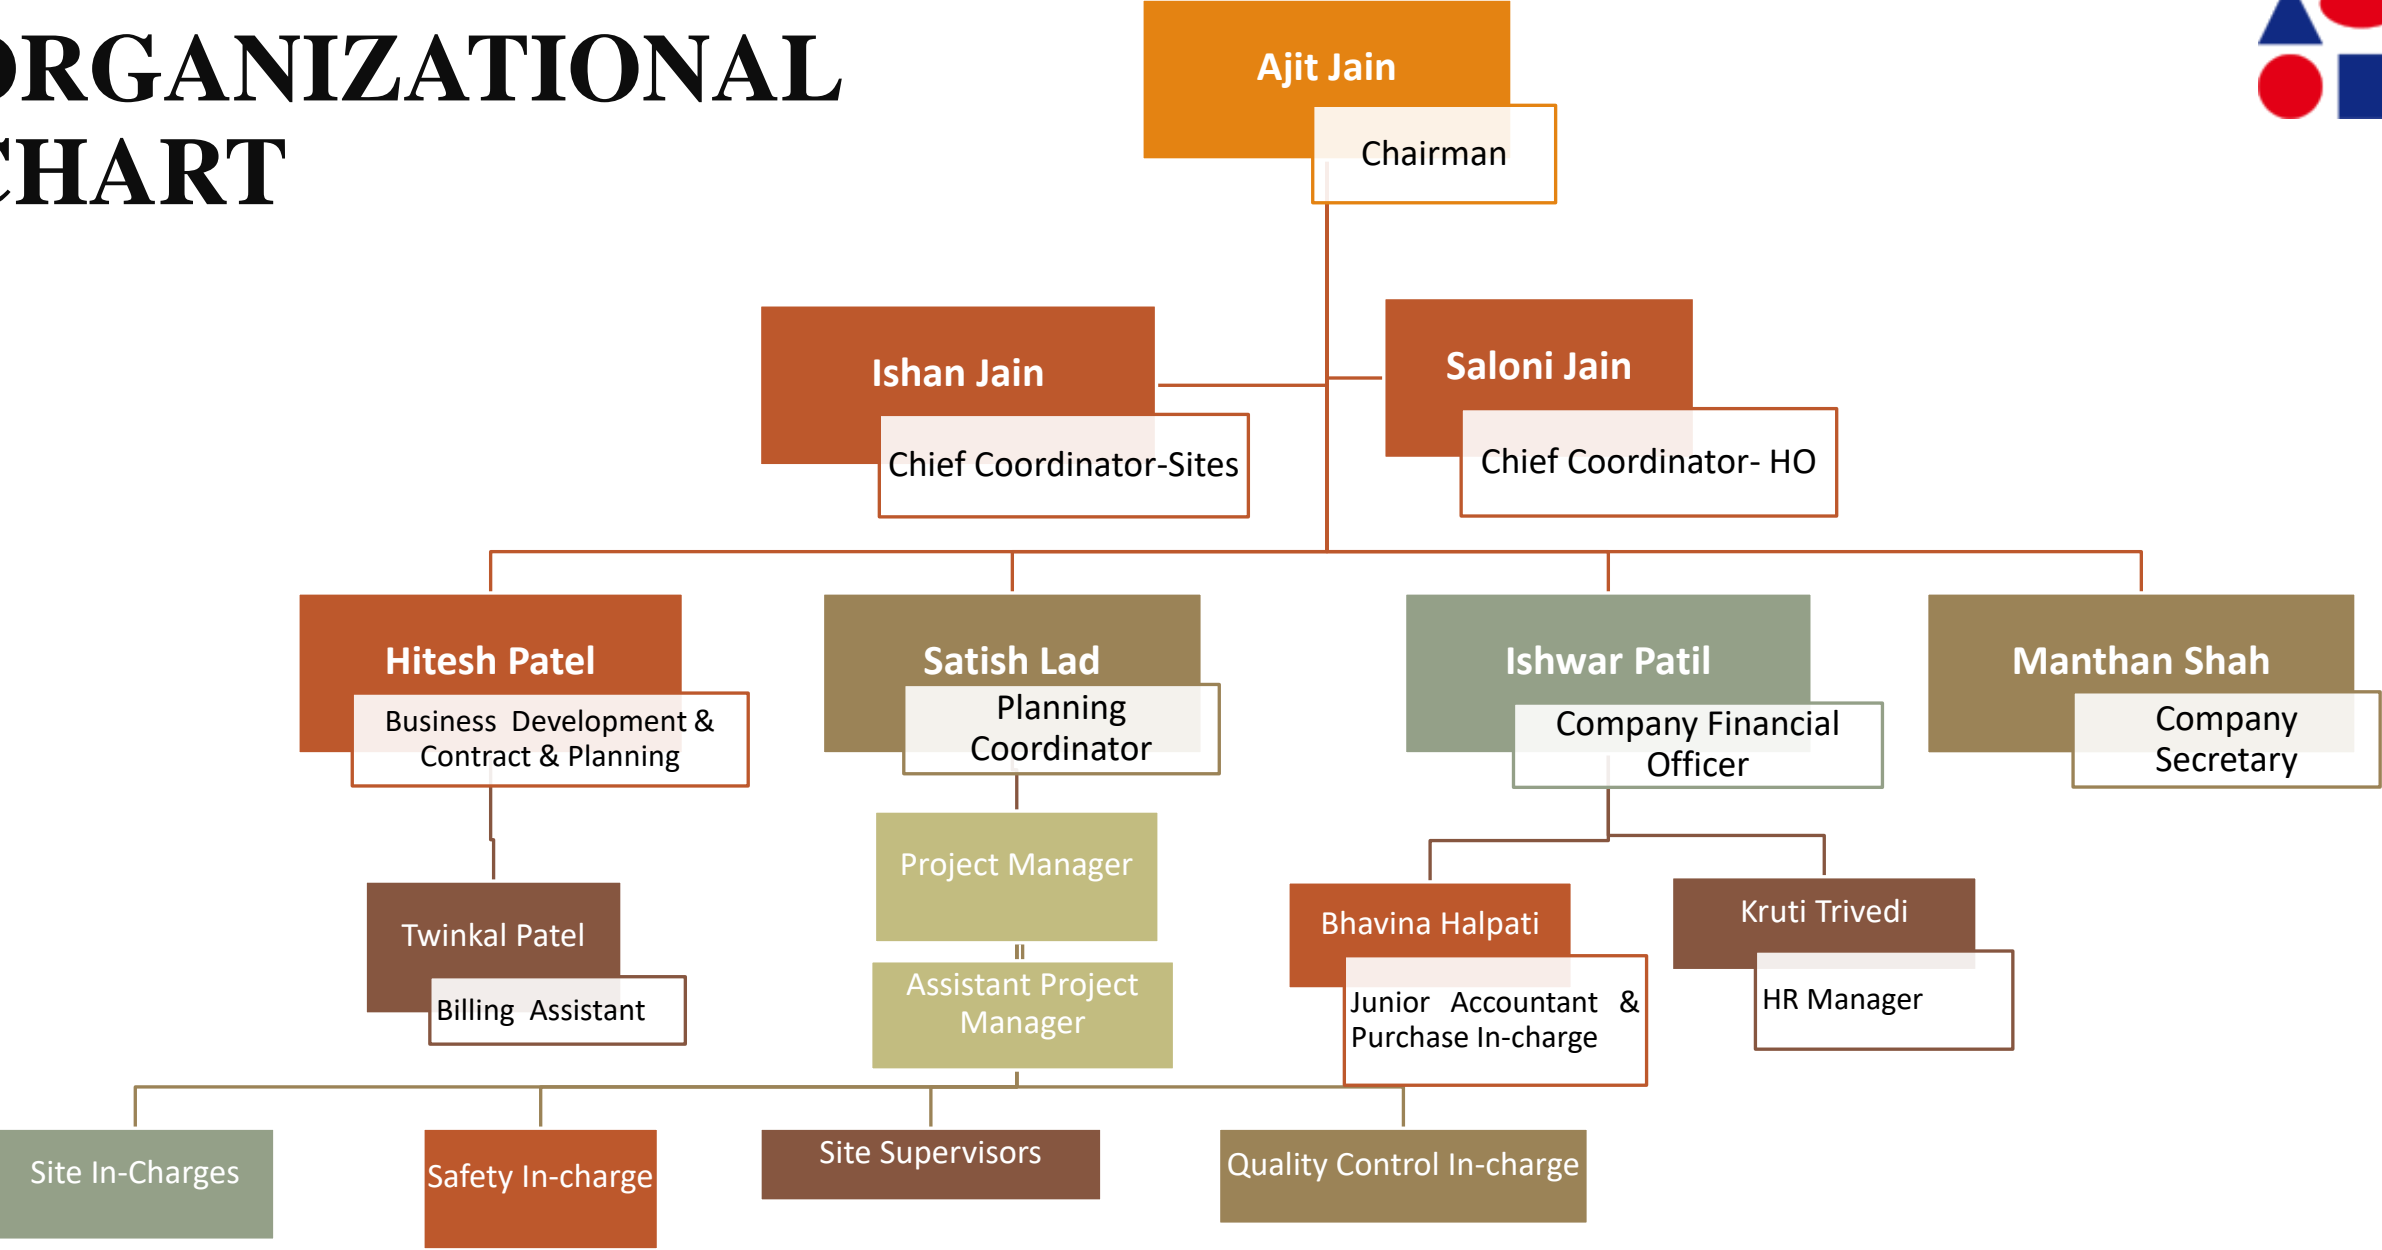 ORGANIZATIONAL
CHART
Ajit Jain
Chairman
Ishan Jain
Chief Coordinator-Sites
Saloni Jain
Chief Coordinator- HO
Hitesh Patel
Business Development &
Contract & Planning
Satish Lad
Planning
Coordinator
Ishwar Patil
Company Financial
Officer
Manthan Shah
Company
Secretary
Twinkal Patel
Billing Assistant
Project Manager
Assistant Project
Manager
Bhavina Halpati
Junior Accountant &
Purchase In-charge
Kruti Trivedi
HR Manager
Site In-Charges
Safety In-charge
Site Supervisors
Quality Control In-charge